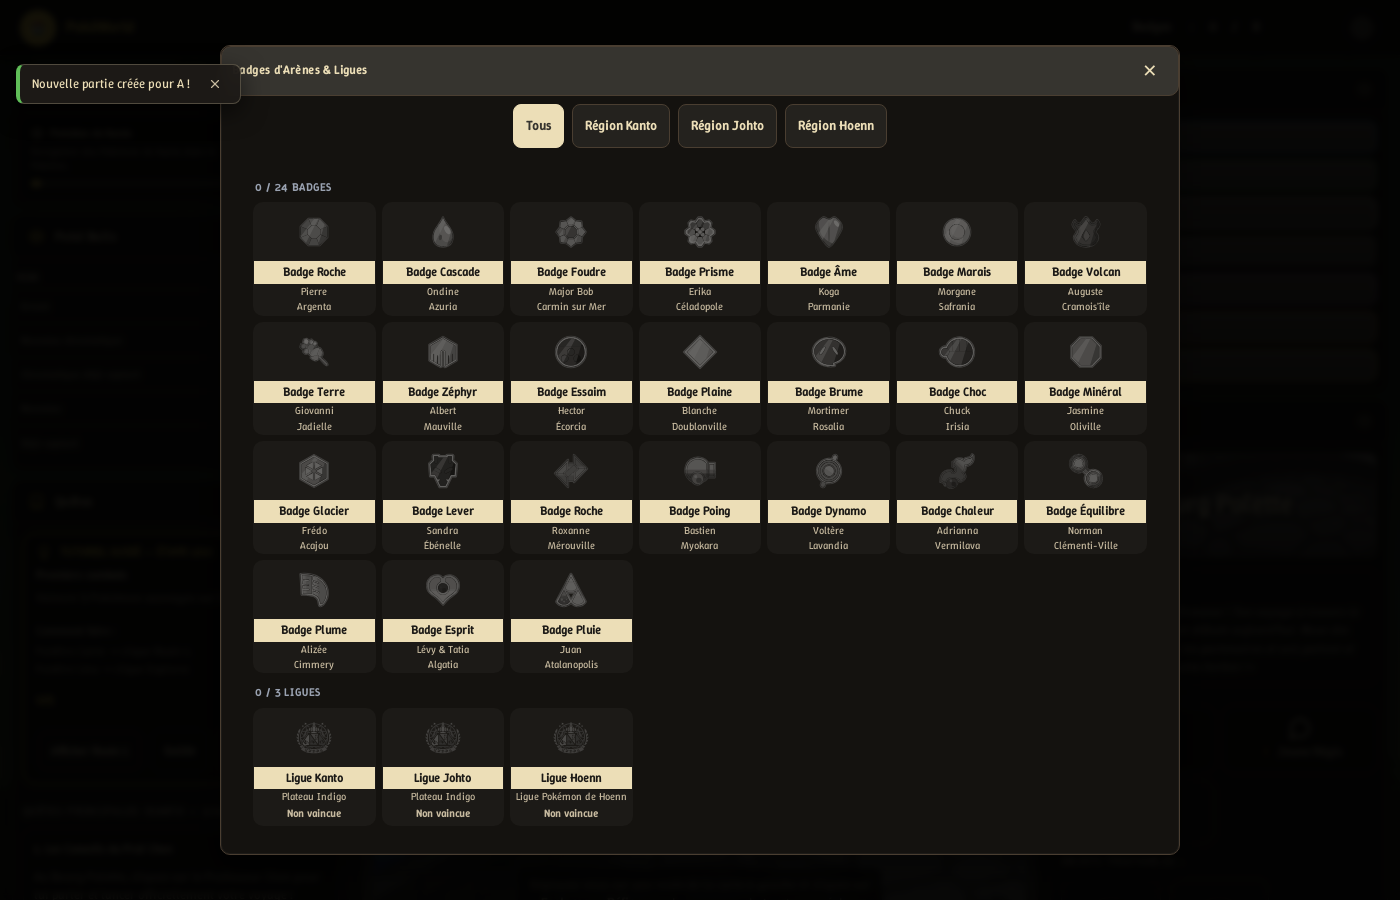 Nouvelle partie créée pour A !
adges d'Arènes & Ligues
Tous
Région Kanto
Région Johto
Région Hoenn
0 / 24 BADGES
Badge Roche
Pierre
Argenta
Badge Cascade
Ondine
Azuria
Badge Foudre
Major Bob
Carmin sur Mer
Badge Prisme
Erika
Céladopole
Badge Âme
Koga
Parmanie
Badge Marais
Morgane
Safrania
Badge Volcan
Auguste
Cramois'île
Badge Terre
Giovanni
Jadielle
Badge Zéphyr
Albert
Mauville
Badge Essaim
Hector
Écorcia
Badge Plaine
Blanche
Doublonville
Badge Brume
Mortimer
Rosalia
Badge Choc
Chuck
Irisia
Badge Minéral
Jasmine
Oliville
Badge Glacier
Frédo
Acajou
Badge Lever
Sandra
Ébénelle
Badge Roche
Roxanne
Mérouville
Badge Poing
Bastien
Myokara
Badge Dynamo
Voltère
Lavandia
Badge Chaleur
Adrianna
Vermilava
Badge Équilibre
Norman
Clémenti-Ville
Badge Plume
Alizée
Cimmery
Badge Esprit
Lévy & Tatia
Algatia
Badge Pluie
Juan
Atalanopolis
0 / 3 LIGUES
Ligue Kanto
Plateau Indigo
Non vaincue
Ligue Johto
Plateau Indigo
Non vaincue
Ligue Hoenn
Ligue Pokémon de Hoenn
Non vaincue